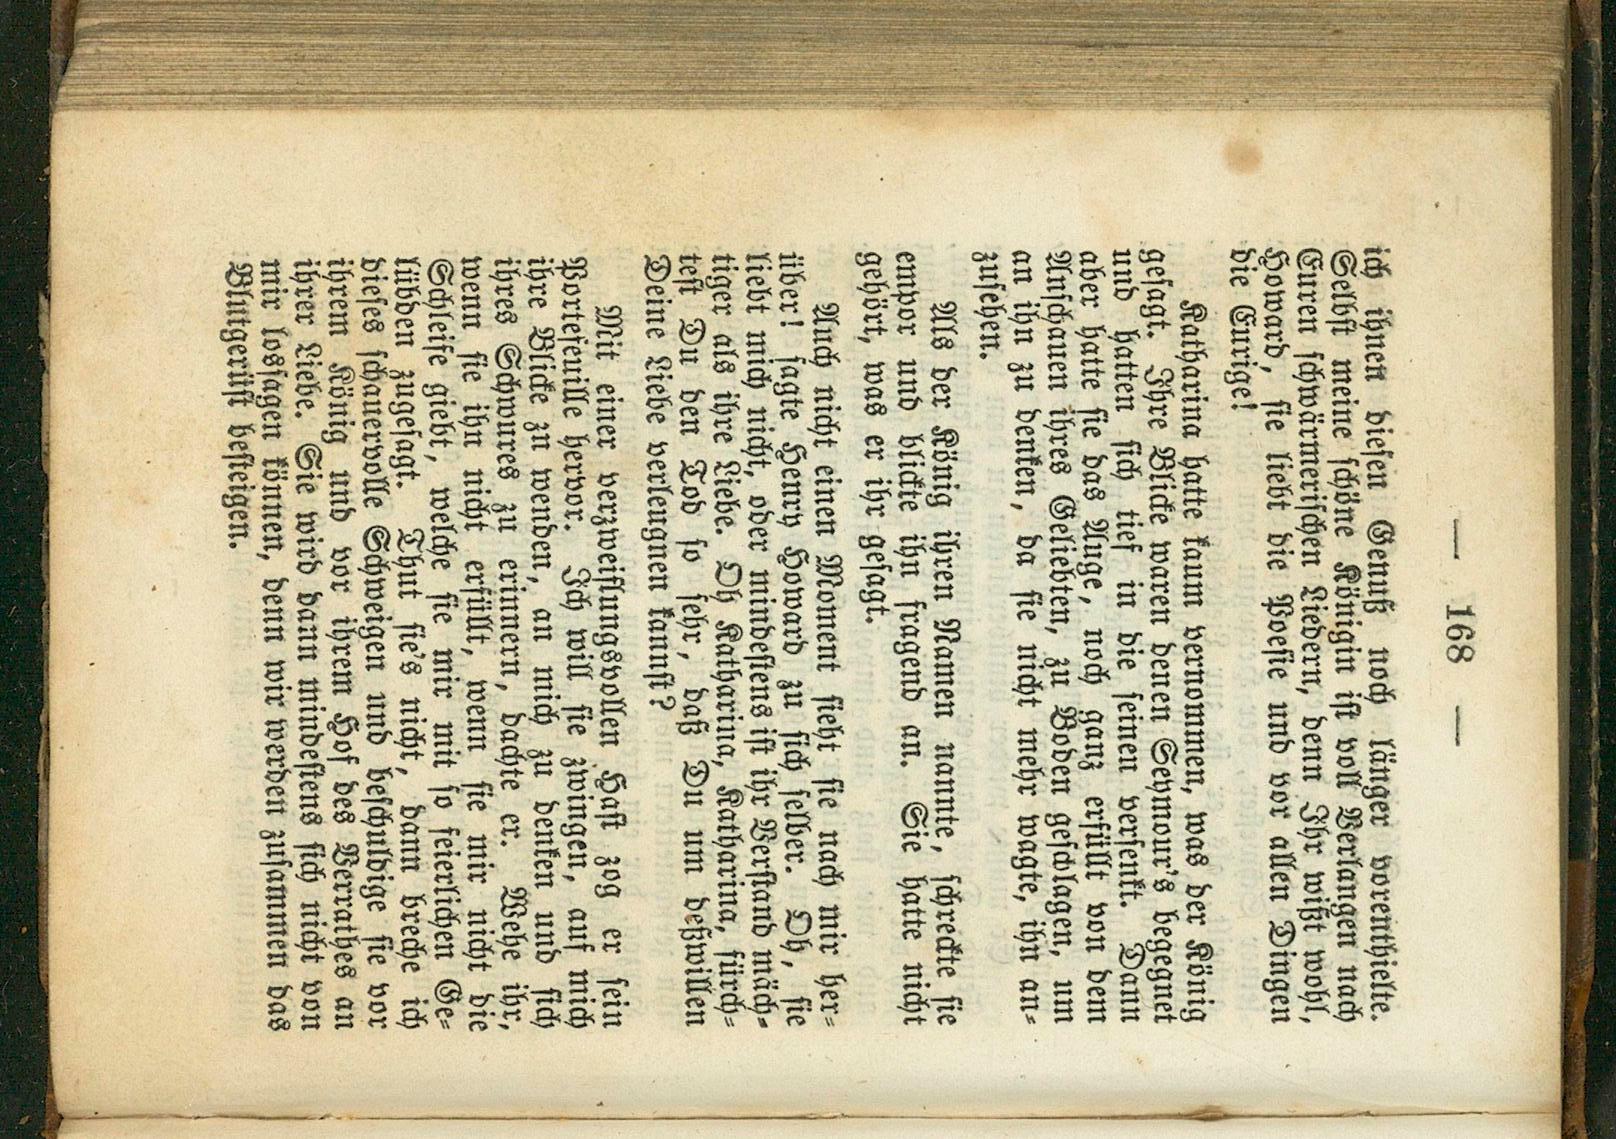 — 168 —
ich ihnen diesen Genuß noch länger vorenthielte.
Selbst meine schöne Königin ist voll Verlangen nach
Euren schwärmerischen Liedern, denn Ihr wißt wohl,
Howard, sie liebt die Poesie und vor allen Dingen
die Eurige!
Katharina hatte kaum vernommen, was der König
gesagt. Ihre Blicke waren denen Seymour's begegnet
und hatten sich tief in die seinen versenkt. Dann
aber hatte sie das Auge, noch ganz erfüllt von dem
Anschauen ihres Geliebten, zu Boden geschlagen, um
an ihn zu denken, da sie nicht mehr wagte, ihn an-
zusehen.
Als der König ihren Namen nannte, schreckte sie
empor und blickte ihn fragend an. Sie hatte nicht
gehört, was er ihr gesagt.
Auch nicht einen Moment sieht sie nach mir her-
über! sagte Henry Howard zu sich selber. Oh, sie
liebt mich nicht, oder mindestens ist ihr Verstand mäch-
tiger als ihre Liebe. Oh Katharina, Katharina, fürch-
test Du den Tod so sehr, daß Du um deßwillen
Deine Liebe verleugnen kannst?
Mit einer verzweiflungsvollen Hast zog er sein
Portefeuille hervor. Ich will sie zwingen, auf mich
ihre Blicke zu wenden, an mich zu denken und sich
ihres Schwures zu erinnern, dachte er. Wehe ihr,
wenn sie ihn nicht erfüllt, wenn sie mir nicht die
Schleife giebt, welche sie mir mit so feierlichen Ge-
lübden zugesagt. Thut sie's nicht, dann breche ich
dieses schauervolle Schweigen und beschuldige sie vor
ihrem König und vor ihrem Hof des Verrathes an
ihrer Liebe. Sie wird dann mindestens sich nicht von
mir lossagen können, denn wir werden zusammen das
Blutgerüst besteigen.